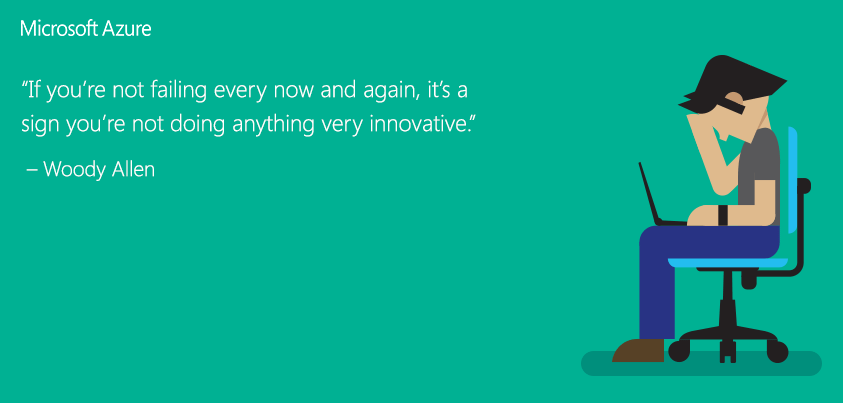 Microsoft Azure
“If you’re not failing every now and again, it’s a
sign you’re not doing anything very innovative.”
– Woody Allen